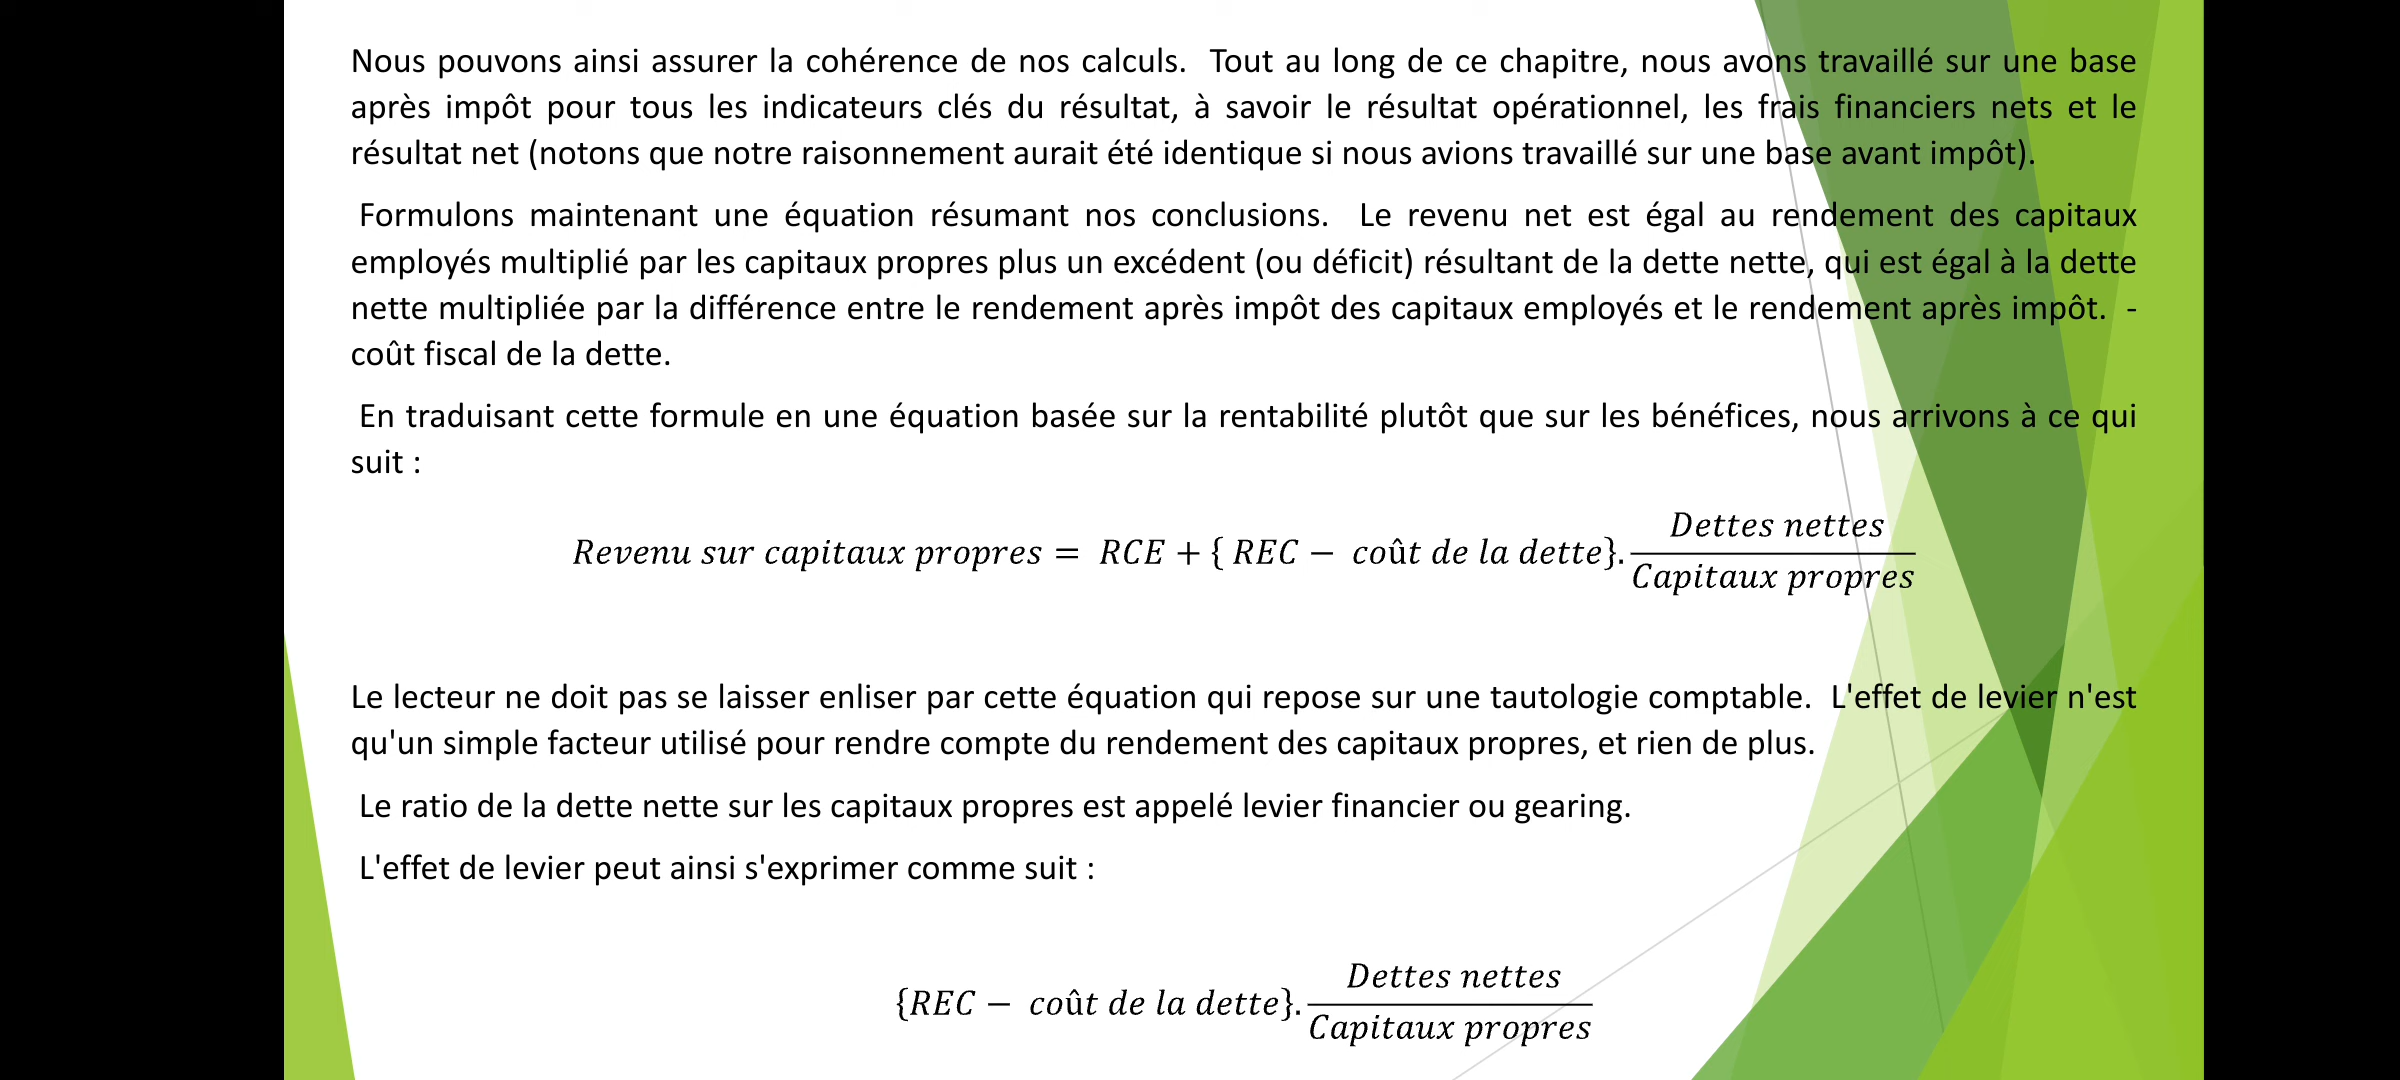 Nous pouvons ainsi assurer la cohérence de nos calculs.  Tout au long de ce chapitre, nous avons travaillé sur une base
après impôt pour tous les indicateurs clés du résultat, à savoir le résultat opérationnel, les frais financiers nets et le
résultat net (notons que notre raisonnement aurait été identique si nous avions travaillé sur une base avant impôt).
Formulons maintenant une équation résumant nos conclusions.  Le revenu net est égal au rendement des capitaux
employés multiplié par les capitaux propres plus un excédent (ou déficit) résultant de la dette nette, qui est égal à la dette
nette multipliée par la différence entre le rendement après impôt des capitaux employés et le rendement après impôt.  -
coût fiscal de la dette.
En traduisant cette formule en une équation basée sur la rentabilité plutôt que sur les bénéfices, nous arrivons à ce qui
suit :
Revenu sur capitaux propres = RCE + { REC − coût de la dette}. Dettes nettes / Capitaux propres
Le lecteur ne doit pas se laisser enliser par cette équation qui repose sur une tautologie comptable.  L'effet de levier n'est
qu'un simple facteur utilisé pour rendre compte du rendement des capitaux propres, et rien de plus.
Le ratio de la dette nette sur les capitaux propres est appelé levier financier ou gearing.
L'effet de levier peut ainsi s'exprimer comme suit :
{REC − coût de la dette}. Dettes nettes / Capitaux propres